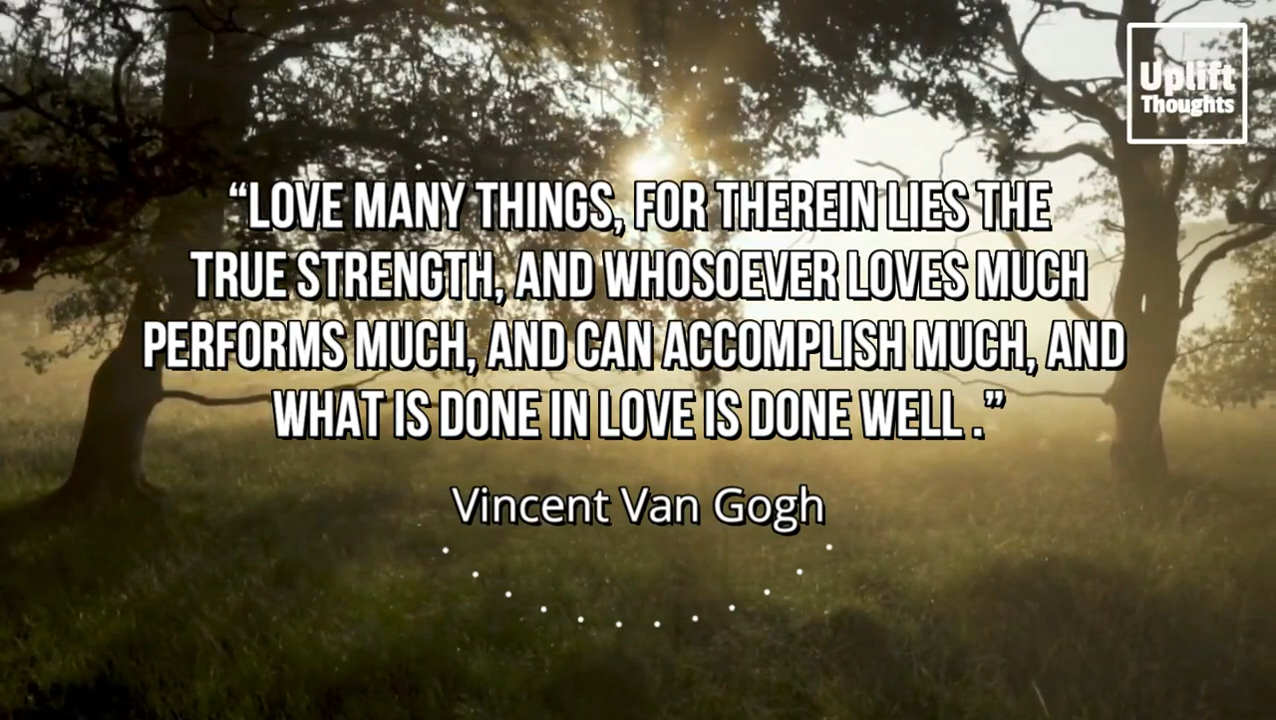 Uplift
Thoughts
“LOVE MANY THINGS, FOR THEREIN LIES THE
TRUE STRENGTH, AND WHOSOEVER LOVES MUCH
PERFORMS MUCH, AND CAN ACCOMPLISH MUCH, AND
WHAT IS DONE IN LOVE IS DONE WELL .”
Vincent Van Gogh